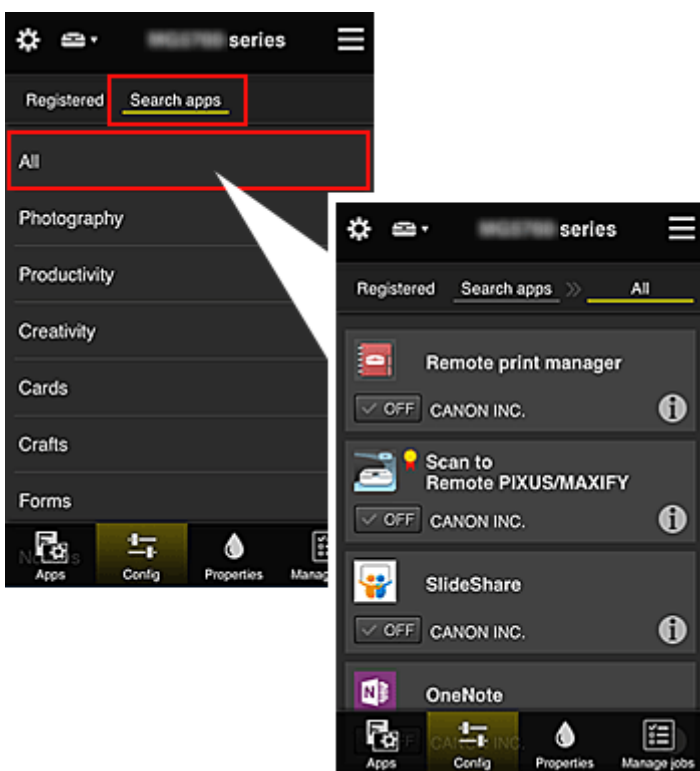 series
Registered Search apps
All
Photography
Productivity
Creativity
Cards
Crafts
Forms
Apps Config Properties
series
Registered Search apps >> All
Remote print manager
OFF CANON INC.
Scan to
Remote PIXUS/MAXIFY
OFF CANON INC.
SlideShare
OFF CANON INC.
OneNote
CANON INC.
Apps Config Properties Manage jobs